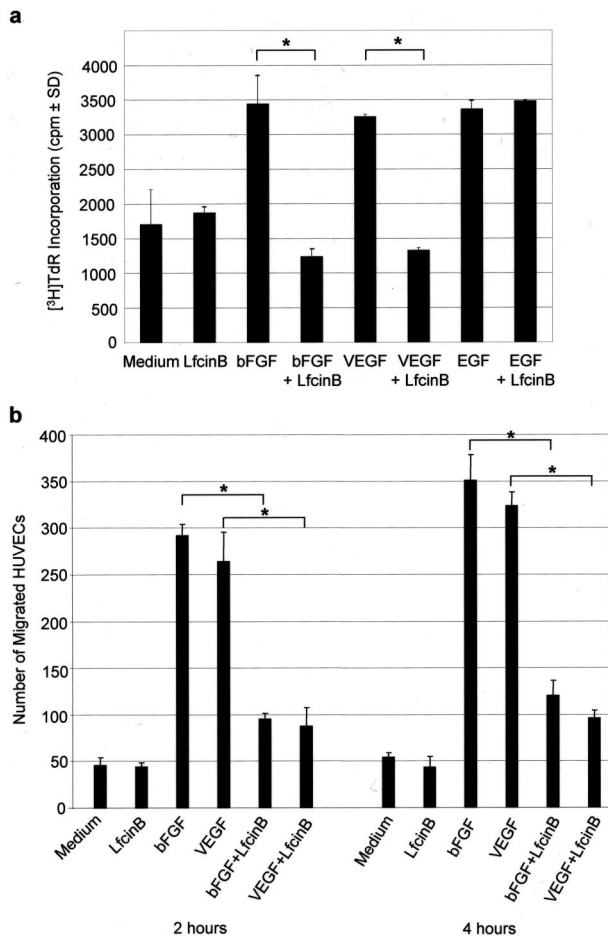 a
*
*
4000
3500
3000
2500
2000
1500
1000
500
0
[³H]TdR Incorporation (cpm ± SD)
Medium LfcinB bFGF bFGF VEGF VEGF EGF EGF
+ LfcinB + LfcinB + LfcinB
b
400
350
300
250
200
150
100
50
0
Number of Migrated HUVECs
*
*
*
*
Medium
LfcinB
bFGF
VEGF
bFGF+LfcinB
VEGF+LfcinB
Medium
LfcinB
bFGF
VEGF
bFGF+LfcinB
VEGF+LfcinB
2 hours
4 hours